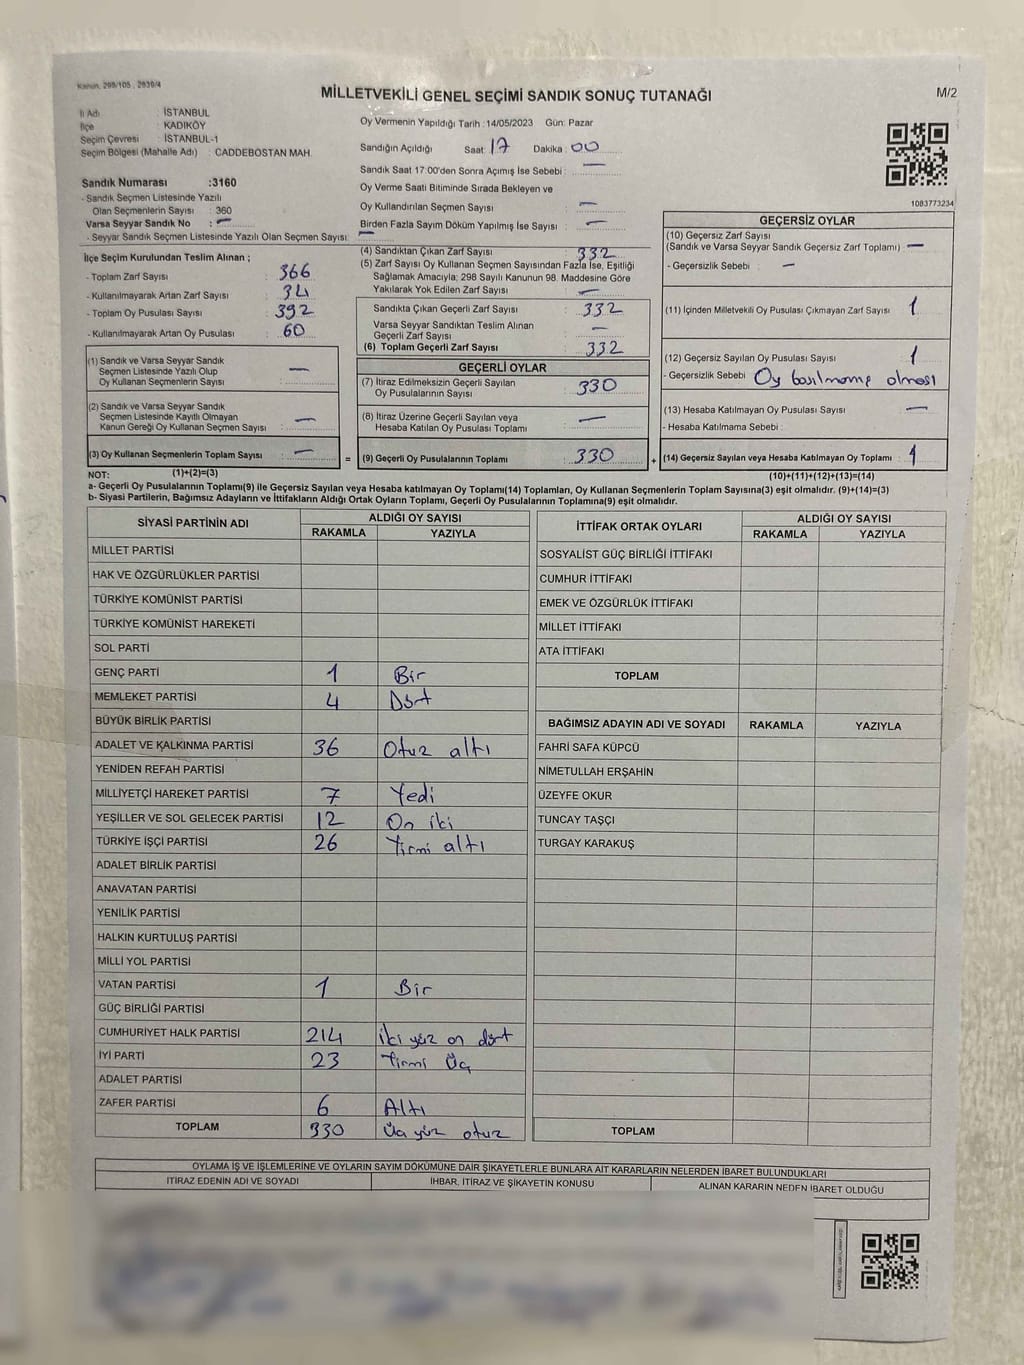 Kanun, 298/105, 2839/4
MİLLETVEKİLİ GENEL SEÇİMİ SANDIK SONUÇ TUTANAĞI
M/2
İl Adı : İSTANBUL
İlçe : KADIKÖY
Seçim Çevresi : İSTANBUL-1
Seçim Bölgesi (Mahalle Adı) : CADDEBOSTAN MAH.
Sandık Numarası :3160
- Sandık Seçmen Listesinde Yazılı
Olan Seçmenlerin Sayısı : 360
Varsa Seyyar Sandık No : —
- Seyyar Sandık Seçmen Listesinde Yazılı Olan Seçmen Sayısı: —
İlçe Seçim Kurulundan Teslim Alınan ;
- Toplam Zarf Sayısı : 366
- Kullanılmayarak Artan Zarf Sayısı : 34
- Toplam Oy Pusulası Sayısı : 392
- Kullanılmayarak Artan Oy Pusulası : 60
(1) Sandık ve Varsa Seyyar Sandık
Seçmen Listesinde Yazılı Olup
Oy Kullanan Seçmenlerin Sayısı : —
(2) Sandık ve Varsa Seyyar Sandık
Seçmen Listesinde Kayıtlı Olmayan
Kanun Gereği Oy Kullanan Seçmen Sayısı : —
(3) Oy Kullanan Seçmenlerin Toplam Sayısı : —
Oy Vermenin Yapıldığı Tarih :14/05/2023 Gün: Pazar
Sandığın Açıldığı Saat: 17 Dakika : 00
Sandık Saat 17:00'den Sonra Açımış İse Sebebi : —
Oy Verme Saati Bitiminde Sırada Bekleyen ve
Oy Kullandırılan Seçmen Sayısı : —
Birden Fazla Sayım Döküm Yapılmış İse Sayısı : —
(4) Sandıktan Çıkan Zarf Sayısı : 332
(5) Zarf Sayısı Oy Kullanan Seçmen Sayısından Fazla İse, Eşitliği
Sağlamak Amacıyla; 298 Sayılı Kanunun 98. Maddesine Göre
Yakılarak Yok Edilen Zarf Sayısı : —
Sandıkta Çıkan Geçerli Zarf Sayısı : 332
Varsa Seyyar Sandıktan Teslim Alınan
Geçerli Zarf Sayısı : —
(6) Toplam Geçerli Zarf Sayısı : 332
GEÇERLİ OYLAR
(7) İtiraz Edilmeksizin Geçerli Sayılan
Oy Pusulalarının Sayısı : 330
(8) İtiraz Üzerine Geçerli Sayılan veya
Hesaba Katılan Oy Pusulası Toplamı : —
= (9) Geçerli Oy Pusulalarının Toplamı : 330
1083773234
GEÇERSİZ OYLAR
(10) Geçersiz Zarf Sayısı
(Sandık ve Varsa Seyyar Sandık Geçersiz Zarf Toplamı) : —
- Geçersizlik Sebebi : —
(11) İçinden Milletvekili Oy Pusulası Çıkmayan Zarf Sayısı : 1
(12) Geçersiz Sayılan Oy Pusulası Sayısı : 1
- Geçersizlik Sebebi : Oy basılmamış olması
(13) Hesaba Katılmayan Oy Pusulası Sayısı : —
- Hesaba Katılmama Sebebi :
+ (14) Geçersiz Sayılan veya Hesaba Katılmayan Oy Toplamı : 1
NOT: (1)+(2)=(3) (10)+(11)+(12)+(13)=(14)
a- Geçerli Oy Pusulalarının Toplamı(9) ile Geçersiz Sayılan veya Hesaba katılmayan Oy Toplamı(14) Toplamları, Oy Kullanan Seçmenlerin Toplam Sayısına(3) eşit olmalıdır. (9)+(14)=(3)
b- Siyasi Partilerin, Bağımsız Adayların ve İttifakların Aldığı Ortak Oyların Toplamı, Geçerli Oy Pusulalarının Toplamına(9) eşit olmalıdır.
SİYASİ PARTİNİN ADI ALDIĞI OY SAYISI
RAKAMLA YAZIYLA
MİLLET PARTİSİ
HAK VE ÖZGÜRLÜKLER PARTİSİ
TÜRKİYE KOMÜNİST PARTİSİ
TÜRKİYE KOMÜNİST HAREKETİ
SOL PARTİ
GENÇ PARTİ 1 Bir
MEMLEKET PARTİSİ 4 Dört
BÜYÜK BİRLİK PARTİSİ
ADALET VE KALKINMA PARTİSİ 36 Otuz altı
YENİDEN REFAH PARTİSİ
MİLLİYETÇİ HAREKET PARTİSİ 7 Yedi
YEŞİLLER VE SOL GELECEK PARTİSİ 12 On iki
TÜRKİYE İŞÇİ PARTİSİ 26 Yirmi altı
ADALET BİRLİK PARTİSİ
ANAVATAN PARTİSİ
YENİLİK PARTİSİ
HALKIN KURTULUŞ PARTİSİ
MİLLİ YOL PARTİSİ
VATAN PARTİSİ 1 Bir
GÜÇ BİRLİĞİ PARTİSİ
CUMHURİYET HALK PARTİSİ 214 İki yüz on dört
İYİ PARTİ 23 Yirmi Üç
ADALET PARTİSİ
ZAFER PARTİSİ 6 Altı
TOPLAM 330 Üç yüz otuz
İTTİFAK ORTAK OYLARI ALDIĞI OY SAYISI
RAKAMLA YAZIYLA
SOSYALİST GÜÇ BİRLİĞİ İTTİFAKI
CUMHUR İTTİFAKI
EMEK VE ÖZGÜRLÜK İTTİFAKI
MİLLET İTTİFAKI
ATA İTTİFAKI
TOPLAM
BAĞIMSIZ ADAYIN ADI VE SOYADI RAKAMLA YAZIYLA
FAHRİ SAFA KÜPCÜ
NİMETULLAH ERŞAHİN
ÜZEYFE OKUR
TUNCAY TAŞÇI
TURGAY KARAKUŞ
TOPLAM
OYLAMA İŞ VE İŞLEMLERİNE VE OYLARIN SAYIM DÖKÜMÜNE DAİR ŞİKAYETLERLE BUNLARA AİT KARARLARIN NELERDEN İBARET BULUNDUKLARI
İTİRAZ EDENİN ADI VE SOYADI İHBAR, İTİRAZ VE ŞİKAYETİN KONUSU ALINAN KARARIN NEDEN İBARET OLDUĞU